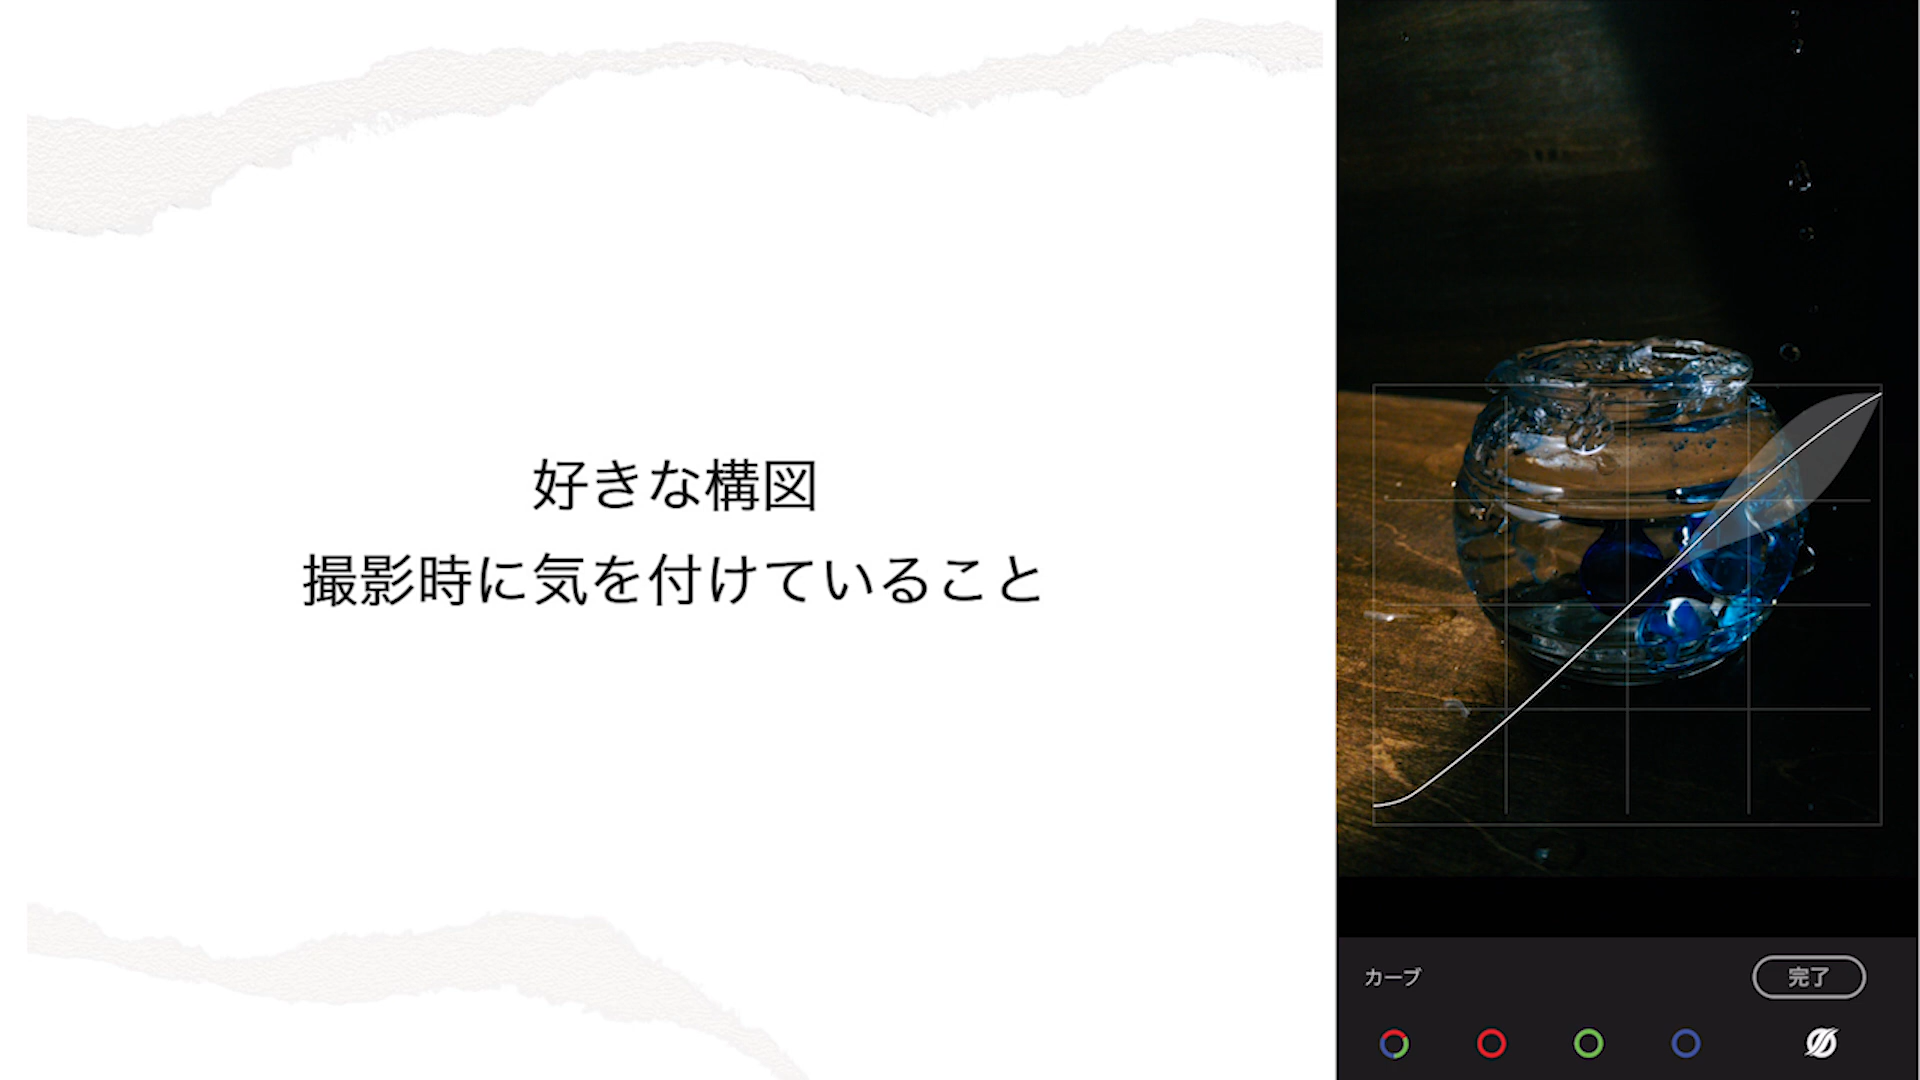 好きな構図
撮影時に気を付けていること
カーブ
完了